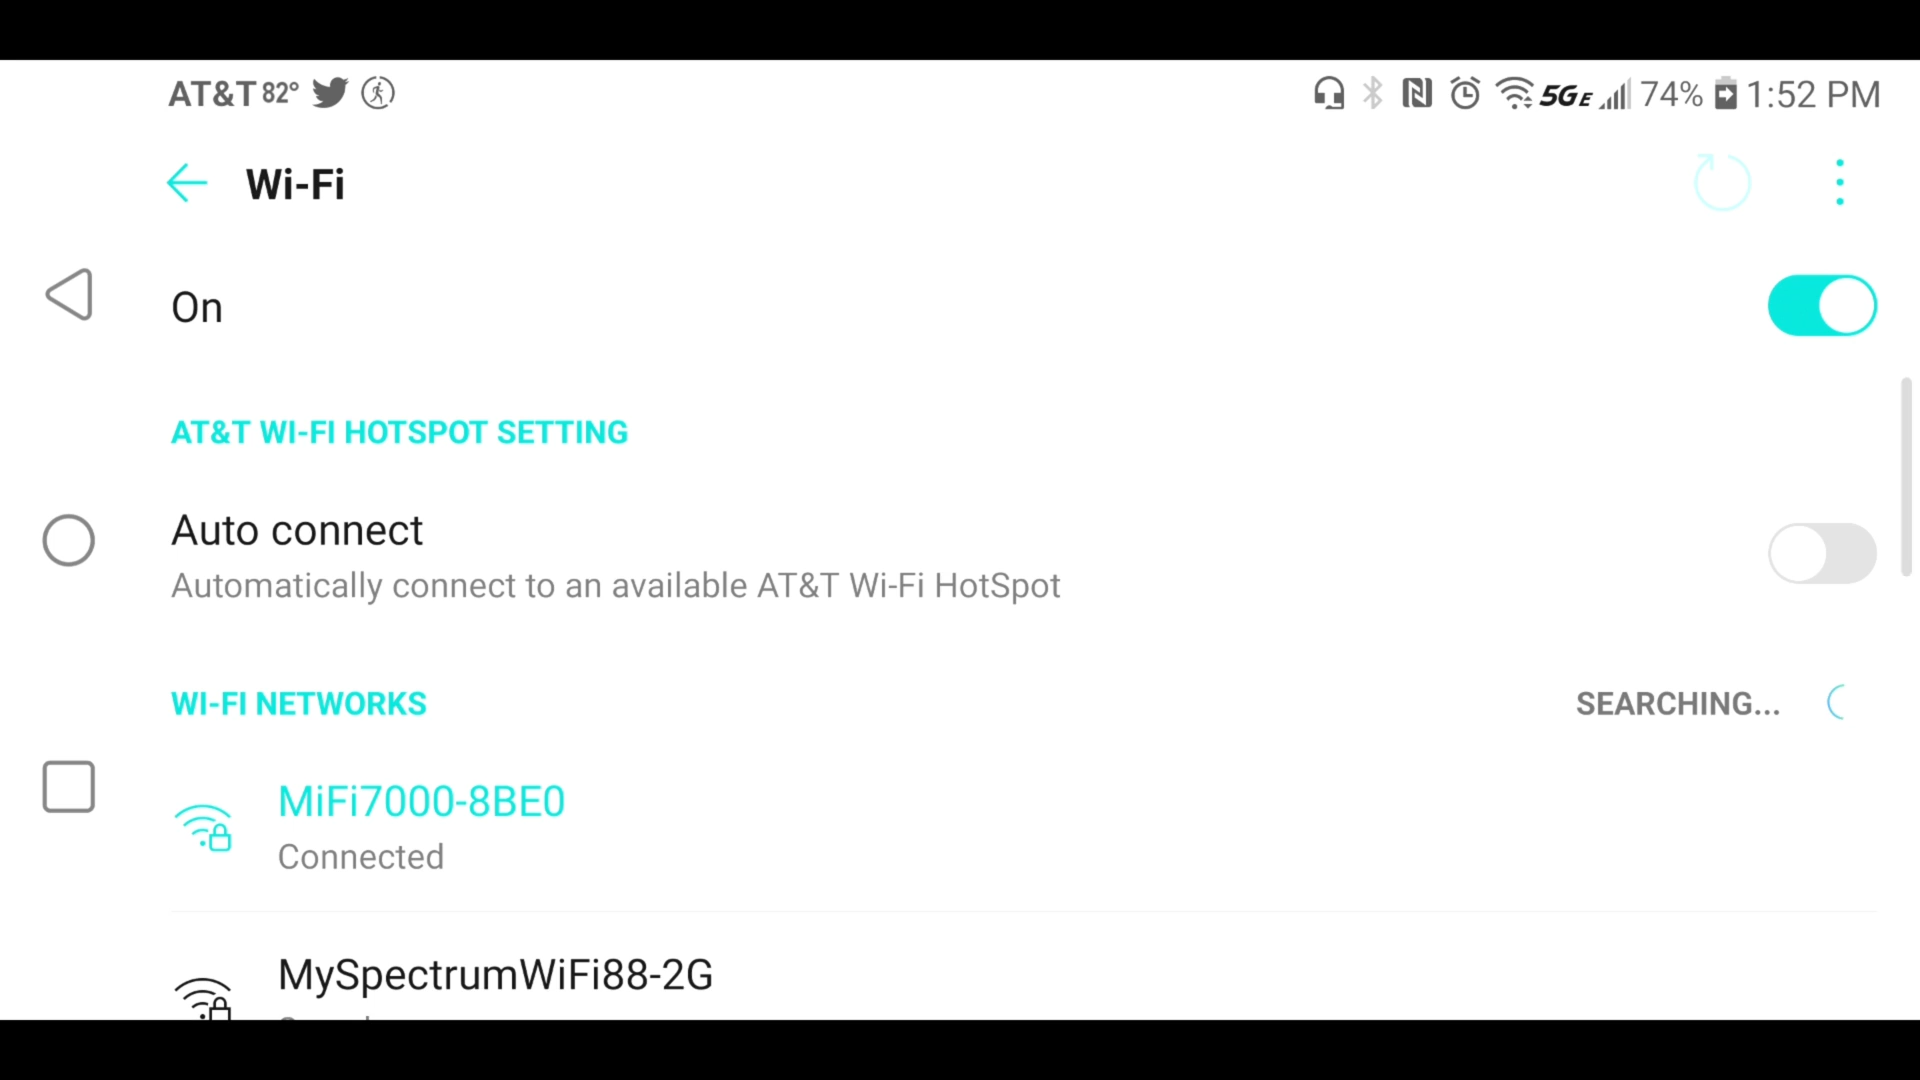 AT&T 82° 5GE 74% 1:52 PM
Wi-Fi
On
AT&T WI-FI HOTSPOT SETTING
Auto connect
Automatically connect to an available AT&T Wi-Fi HotSpot
WI-FI NETWORKS SEARCHING...
MiFi7000-8BE0
Connected
MySpectrumWiFi88-2G